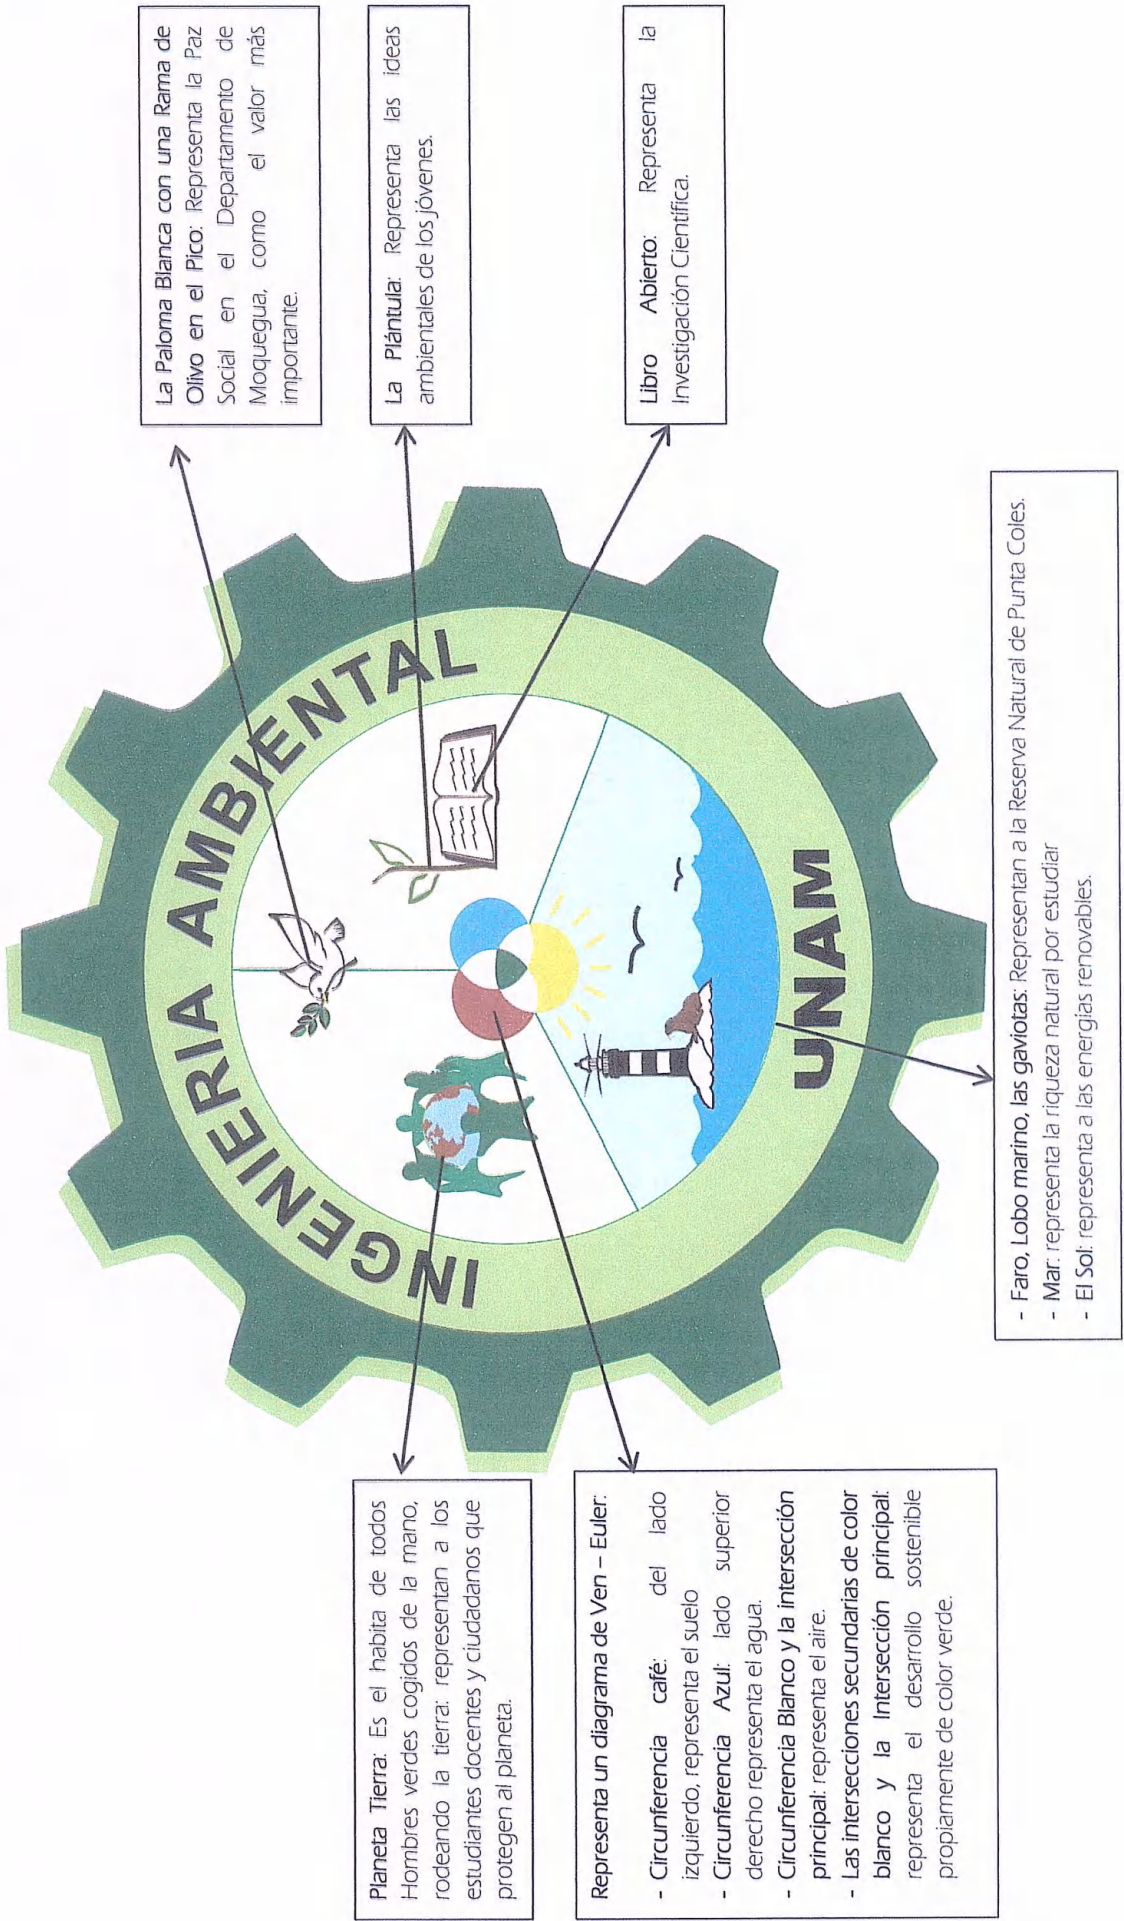 La Paloma Blanca con una Rama de
Olivo en el Pico: Representa la Paz
Social en el Departamento de
Moquegua, como el valor más
importante.
La Plántula: Representa las ideas
ambientales de los jóvenes.
Libro Abierto: Representa la
Investigación Científica.
INGENIERIA AMBIENTAL
UNAM
Planeta Tierra: Es el habita de todos
Hombres verdes cogidos de la mano,
rodeando la tierra: representan a los
estudiantes docentes y ciudadanos que
protegen al planeta.
Representa un diagrama de Ven – Euler:
- Circunferencia café: del lado
izquierdo, representa el suelo
- Circunferencia Azul: lado superior
derecho representa el agua.
- Circunferencia Blanco y la intersección
principal: representa el aire.
- Las intersecciones secundarias de color
blanco y la Intersección principal:
representa el desarrollo sostenible
propiamente de color verde.
- Faro, Lobo marino, las gaviotas: Representan a la Reserva Natural de Punta Coles.
- Mar: representa la riqueza natural por estudiar
- El Sol: representa a las energías renovables.